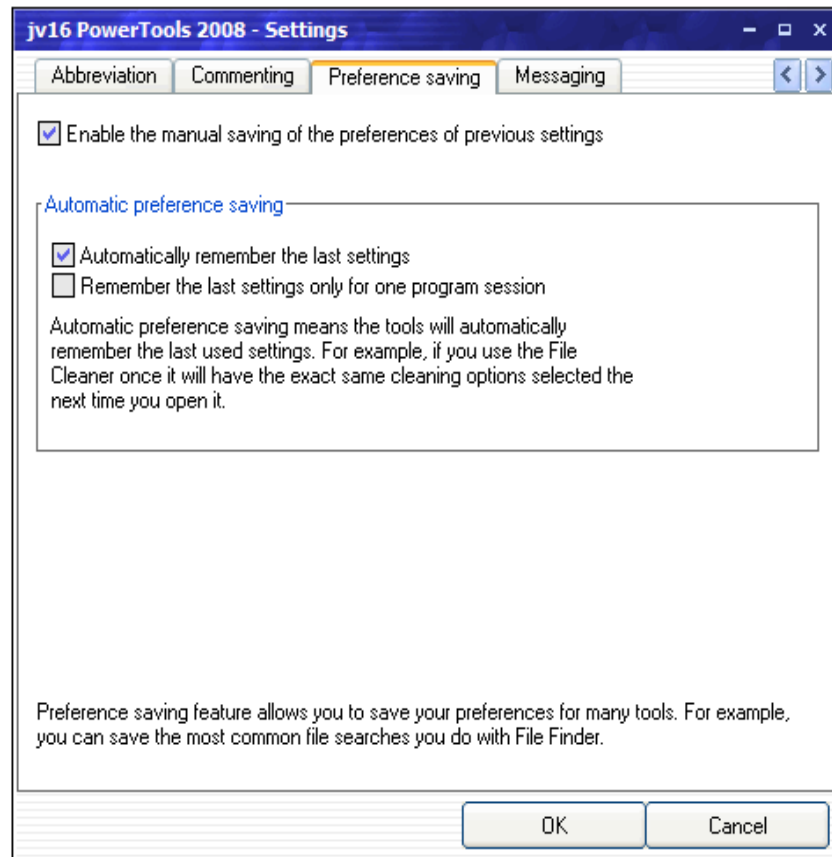 jv16 PowerTools 2008 - Settings
Abbreviation Commenting Preference saving Messaging
Enable the manual saving of the preferences of previous settings
Automatic preference saving
Automatically remember the last settings
Remember the last settings only for one program session
Automatic preference saving means the tools will automatically
remember the last used settings. For example, if you use the File
Cleaner once it will have the exact same cleaning options selected the
next time you open it.
Preference saving feature allows you to save your preferences for many tools. For example,
you can save the most common file searches you do with File Finder.
OK Cancel